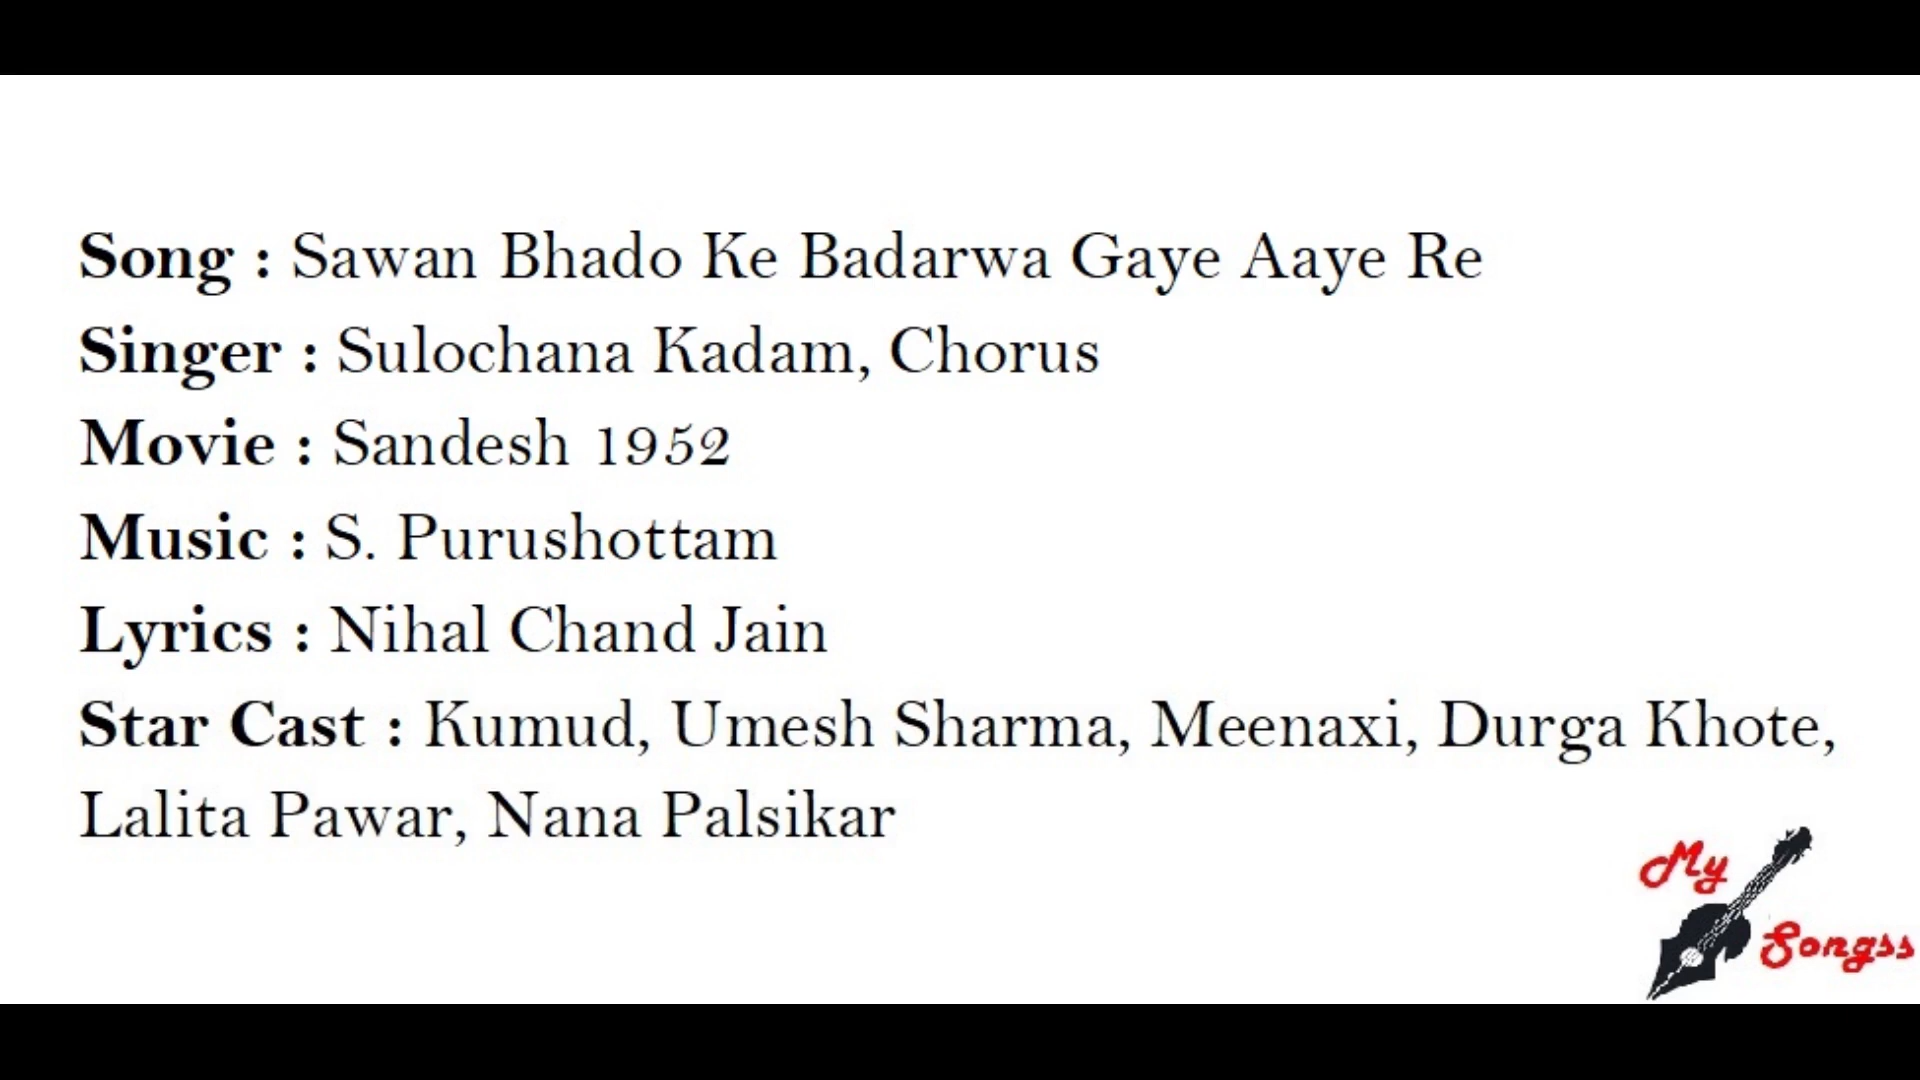 Song : Sawan Bhado Ke Badarwa Gaye Aaye Re
Singer : Sulochana Kadam, Chorus
Movie : Sandesh 1952
Music : S. Purushottam
Lyrics : Nihal Chand Jain
Star Cast : Kumud, Umesh Sharma, Meenaxi, Durga Khote,
Lalita Pawar, Nana Palsikar
My
Songss